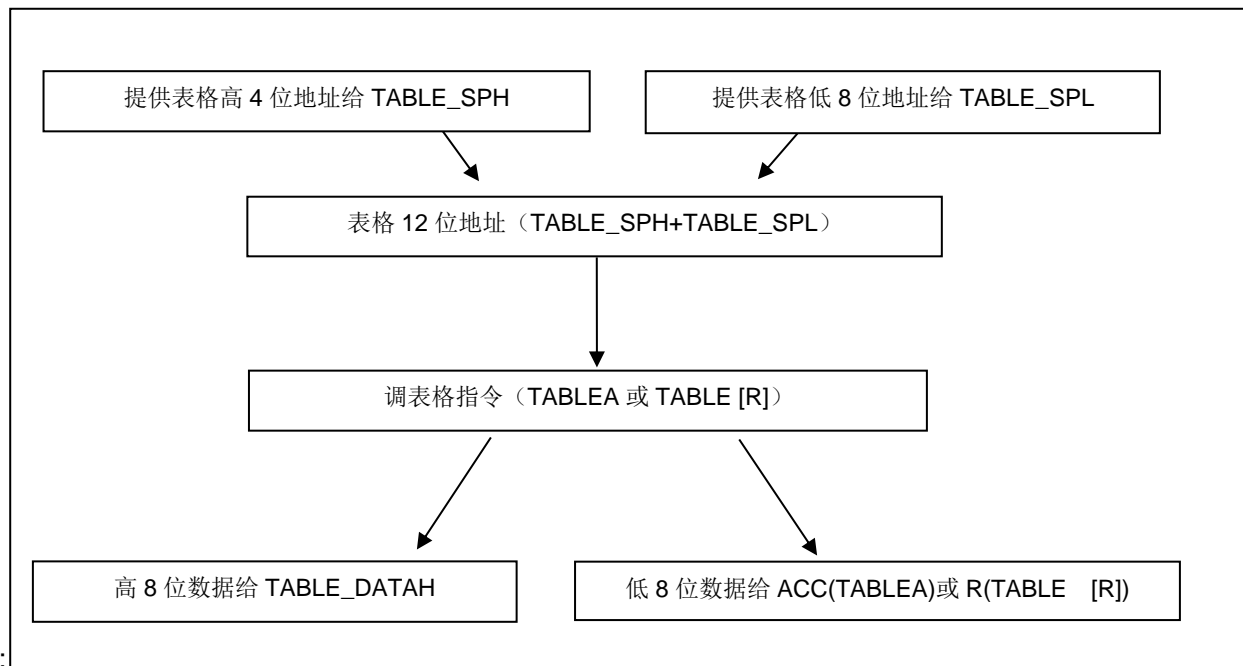 提供表格高 4 位地址给 TABLE_SPH
提供表格低 8 位地址给 TABLE_SPL
表格 12 位地址（TABLE_SPH+TABLE_SPL）
调表格指令（TABLEA 或 TABLE [R]）
高 8 位数据给 TABLE_DATAH
低 8 位数据给 ACC(TABLEA)或 R(TABLE [R])
: